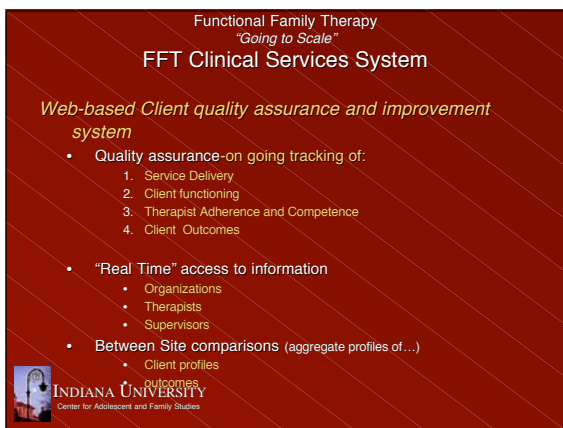 Functional Family Therapy
“Going to Scale”
FFT Clinical Services System
Web-based Client quality assurance and improvement
system
• Quality assurance-on going tracking of:
1. Service Delivery
2. Client functioning
3. Therapist Adherence and Competence
4. Client Outcomes
• “Real Time” access to information
• Organizations
• Therapists
• Supervisors
• Between Site comparisons (aggregate profiles of…)
• Client profiles
• outcomes
INDIANA UNIVERSITY
Center for Adolescent and Family Studies